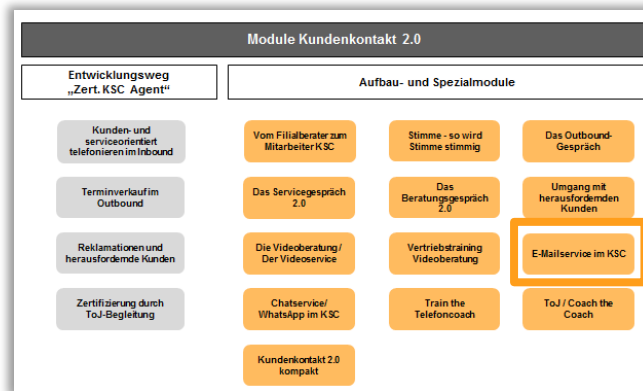 Module Kundenkontakt 2.0
Entwicklungsweg
„Zert. KSC Agent“
Aufbau- und Spezialmodule
Kunden- und
serviceorientiert
telefonieren im Inbound
Vom Filialberater zum
Mitarbeiter KSC
Stimme - so wird
Stimme stimmig
Das Outbound-
Gespräch
Terminverkauf im
Outbound
Das Servicegespräch
2.0
Das
Beratungsgespräch
2.0
Umgang mit
herausfordernden
Kunden
Reklamationen und
herausfordernde Kunden
Die Videoberatung /
Der Videoservice
Vertriebstraining
Videoberatung
E-Mailservice im KSC
Zertifizierung durch
ToJ-Begleitung
Chatservice/
WhatsApp im KSC
Train the
Telefoncoach
ToJ / Coach the
Coach
Kundenkontakt 2.0
kompakt